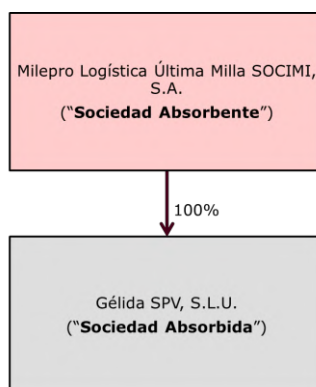 Milepro Logística Última Milla SOCIMI,
S.A.
(“Sociedad Absorbente”)
100%
Gélida SPV, S.L.U.
(“Sociedad Absorbida”)